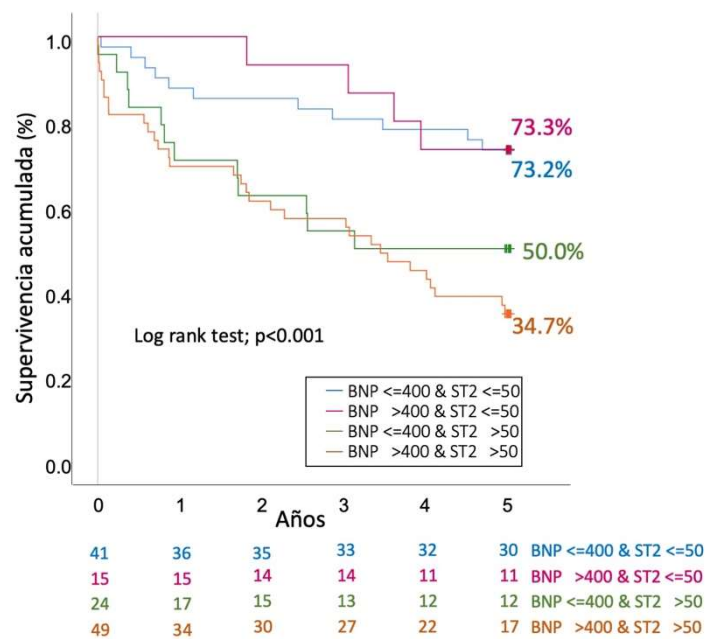 Supervivencia acumulada (%)
1.0
0.8
0.6
0.4
0.2
0.0
73.3%
73.2%
50.0%
34.7%
Log rank test; p<0.001
BNP <=400 & ST2 <=50
BNP >400 & ST2 <=50
BNP <=400 & ST2 >50
BNP >400 & ST2 >50
0 1 2 3 4 5
Años
41 36 35 33 32 30 BNP <=400 & ST2 <=50
15 15 14 14 11 11 BNP >400 & ST2 <=50
24 17 15 13 12 12 BNP <=400 & ST2 >50
49 34 30 27 22 17 BNP >400 & ST2 >50